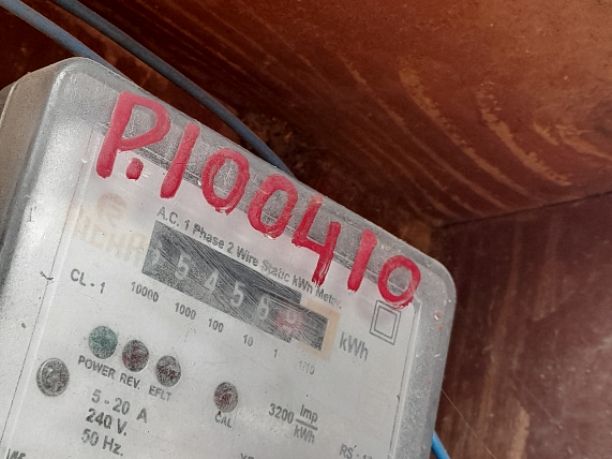 P.100410
A.C. 1 Phase 2 Wire Static kWh Meter.
5456
kWh
CL - 1
10000 1000 100 10 1 1/10
POWER REV. EFLT
CAL
5 - 20 A
240 V.
50 Hz.
3200 Imp/kWh